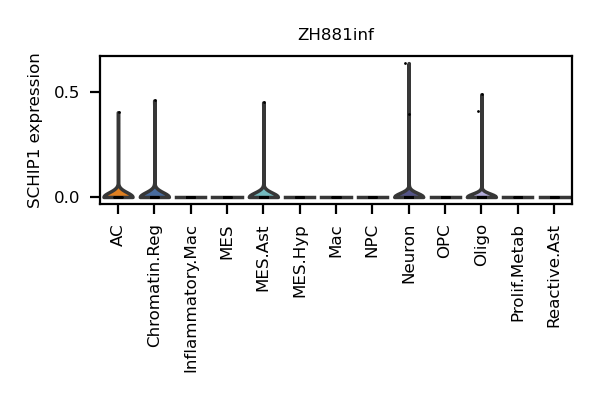 ZH881inf
SCHIP1 expression
0.5
0.0
AC
Chromatin.Reg
Inflammatory.Mac
MES
MES.Ast
MES.Hyp
Mac
NPC
Neuron
OPC
Oligo
Prolif.Metab
Reactive.Ast